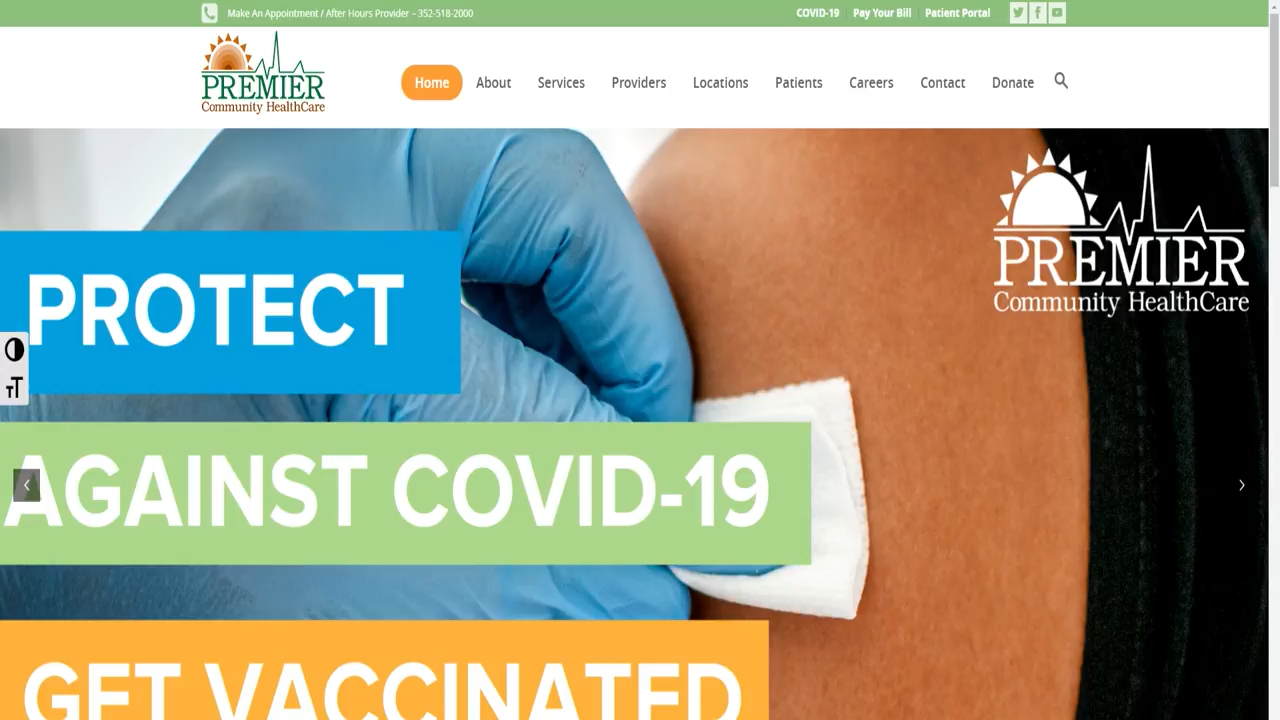 Make An Appointment / After Hours Provider – 352-518-2000
COVID-19 Pay Your Bill Patient Portal
PREMIER
Community HealthCare
Home About Services Providers Locations Patients Careers Contact Donate
PREMIER
Community HealthCare
PROTECT
AGAINST COVID-19
GET VACCINATED